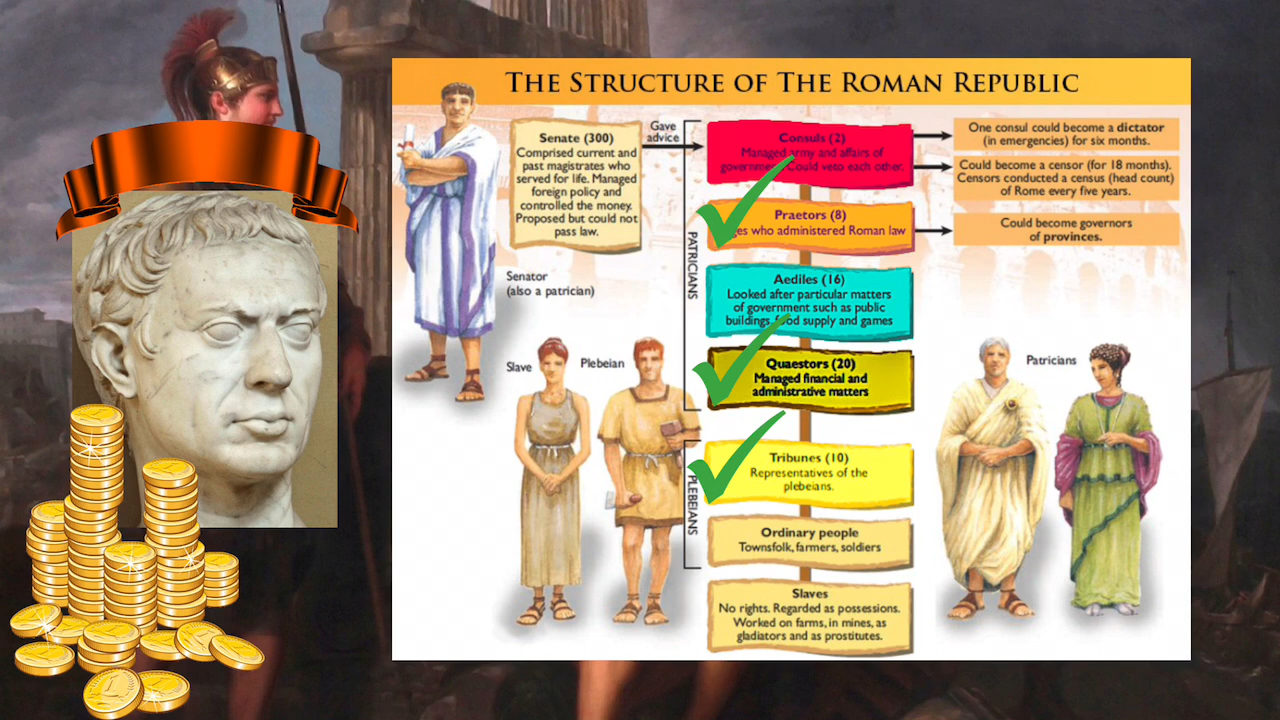 THE STRUCTURE OF THE ROMAN REPUBLIC
Senate (300)
Comprised current and
past magistrates who
served for life. Managed
foreign policy and
controlled the money.
Proposed but could not
pass law.
Gave
advice
Consuls (2)
Managed army and affairs of
government. Could veto each other.
One consul could become a dictator
(in emergencies) for six months.
Could become a censor (for 18 months).
Censors conducted a census (head count)
of Rome every five years.
Praetors (8)
who administered Roman law
Could become governors
of provinces.
PATRICIANS
Senator
(also a patrician)
Aediles (16)
Looked after particular matters
of government such as public
buildings, food supply and games
Slave
Plebeian
Quaestors (20)
Managed financial and
administrative matters
Patricians
PLEBEIANS
Tribunes (10)
Representatives of the
plebeians.
Ordinary people
Townsfolk, farmers, soldiers
Slaves
No rights. Regarded as possessions.
Worked on farms, in mines, as
gladiators and as prostitutes.